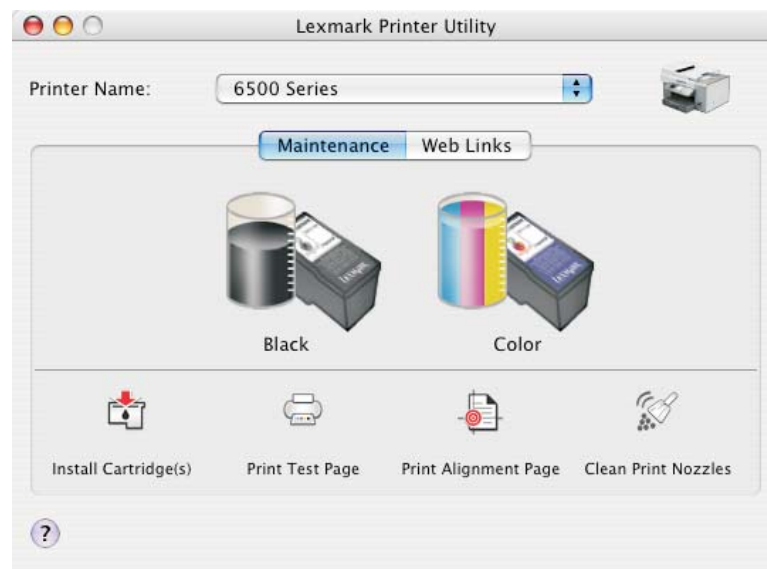 Lexmark Printer Utility
Printer Name: 6500 Series
Maintenance Web Links
Black Color
Install Cartridge(s) Print Test Page Print Alignment Page Clean Print Nozzles
?